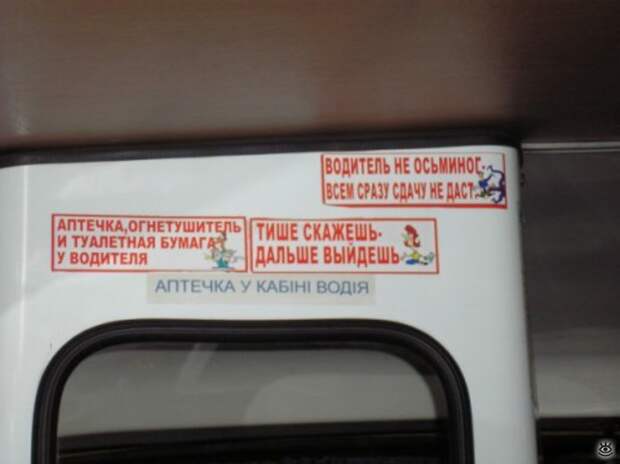 ВОДИТЕЛЬ НЕ ОСЬМИНОГ-
ВСЕМ СРАЗУ СДАЧУ НЕ ДАСТ
АПТЕЧКА,ОГНЕТУШИТЕЛЬ
И ТУАЛЕТНАЯ БУМАГА
У ВОДИТЕЛЯ
ТИШЕ СКАЖЕШЬ-
ДАЛЬШЕ ВЫЙДЕШЬ
АПТЕЧКА У КАБІНІ ВОДІЯ